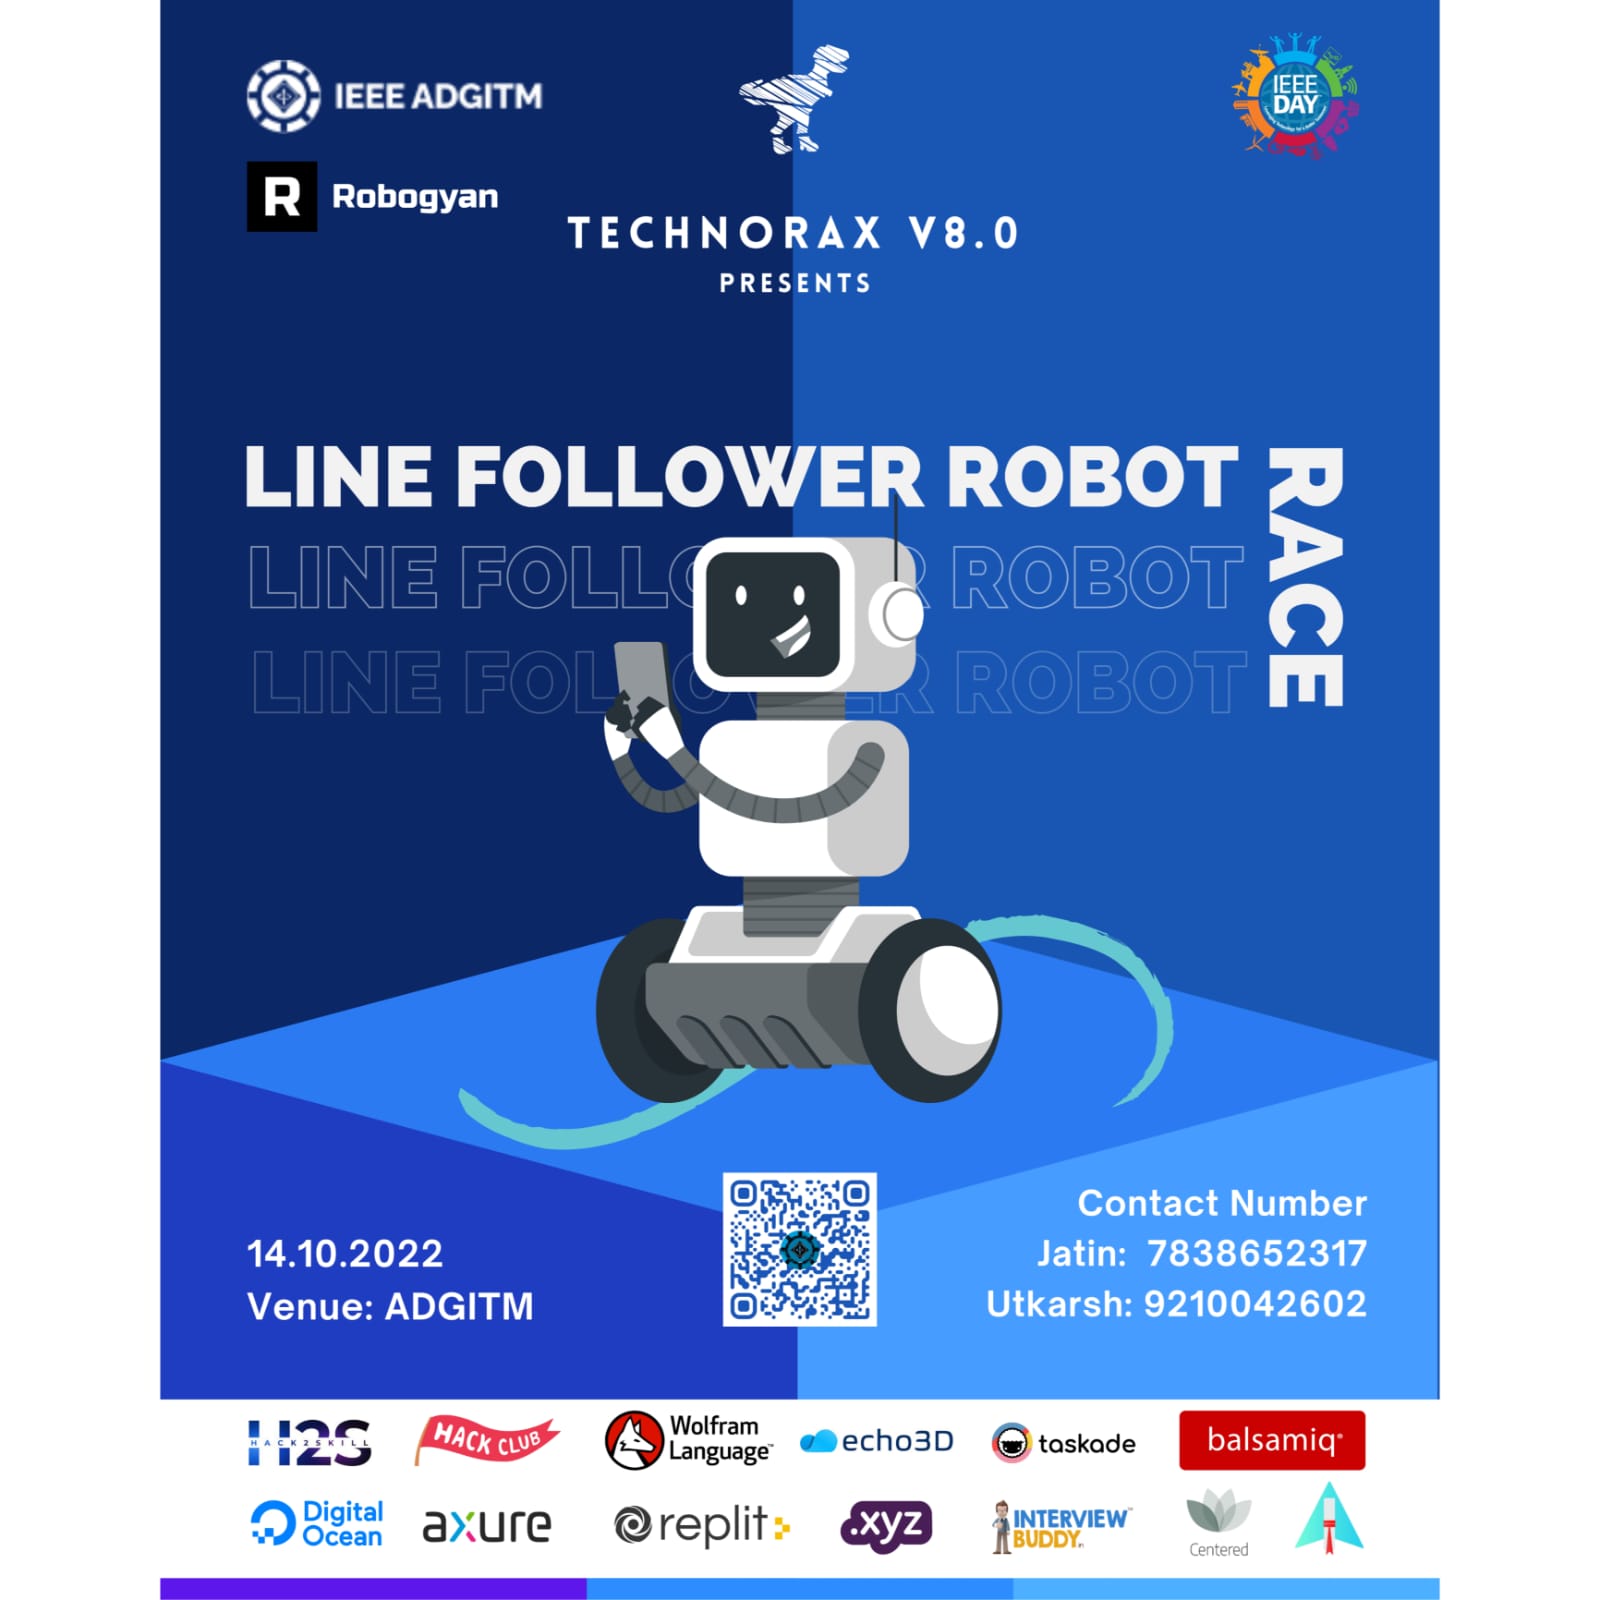 IEEE ADGITM
R Robogyan
IEEE
DAY
TECHNORAX V8.0
PRESENTS
LINE FOLLOWER ROBOT
RACE
LINE FOLLOWER ROBOT
LINE FOLLOWER ROBOT
14.10.2022
Venue: ADGITM
Contact Number
Jatin: 7838652317
Utkarsh: 9210042602
H2S
HACK2SKILL
HACK CLUB
Wolfram
Language™
echo3D
taskade
balsamiq®
Digital
Ocean
axure
replit
.xyz
INTERVIEW
BUDDY
Centered